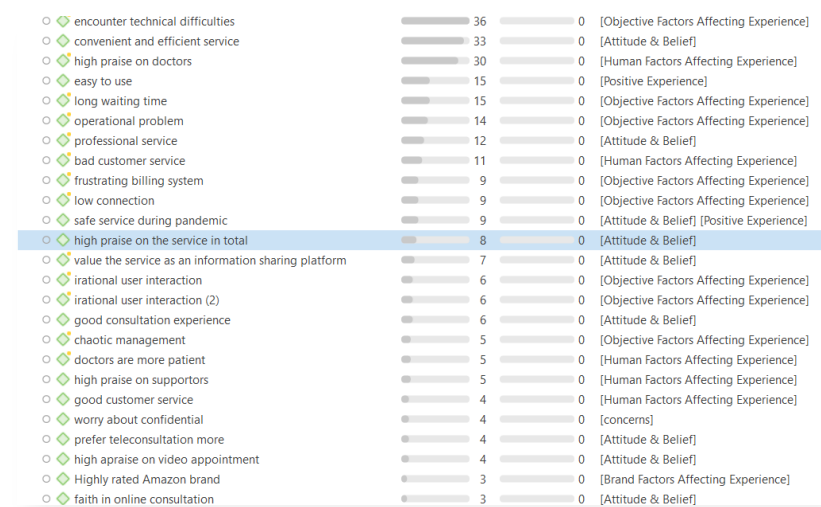 encounter technical difficulties 36 0 [Objective Factors Affecting Experience]
convenient and efficient service 33 0 [Attitude & Belief]
high praise on doctors 30 0 [Human Factors Affecting Experience]
easy to use 15 0 [Positive Experience]
long waiting time 15 0 [Objective Factors Affecting Experience]
operational problem 14 0 [Objective Factors Affecting Experience]
professional service 12 0 [Attitude & Belief]
bad customer service 11 0 [Human Factors Affecting Experience]
frustrating billing system 9 0 [Objective Factors Affecting Experience]
low connection 9 0 [Objective Factors Affecting Experience]
safe service during pandemic 9 0 [Attitude & Belief] [Positive Experience]
high praise on the service in total 8 0 [Attitude & Belief]
value the service as an information sharing platform 7 0 [Attitude & Belief]
irational user interaction 6 0 [Objective Factors Affecting Experience]
irational user interaction (2) 6 0 [Objective Factors Affecting Experience]
good consultation experience 6 0 [Attitude & Belief]
chaotic management 5 0 [Objective Factors Affecting Experience]
doctors are more patient 5 0 [Human Factors Affecting Experience]
high praise on supportors 5 0 [Human Factors Affecting Experience]
good customer service 4 0 [Human Factors Affecting Experience]
worry about confidential 4 0 [concerns]
prefer teleconsultation more 4 0 [Attitude & Belief]
high apraise on video appointment 4 0 [Attitude & Belief]
Highly rated Amazon brand 3 0 [Brand Factors Affecting Experience]
faith in online consultation 3 0 [Attitude & Belief]